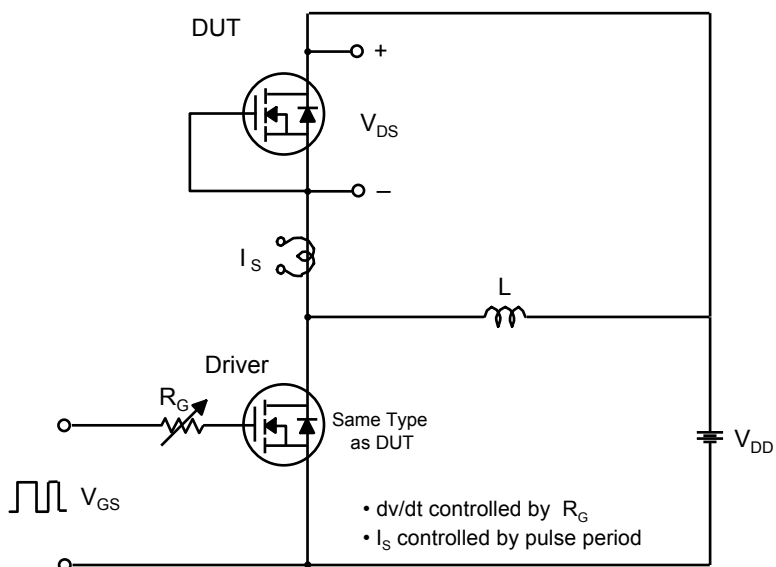 DUT
+
V_DS
–
I_S
L
Driver
R_G
Same Type
as DUT
V_DD
V_GS
• dv/dt controlled by R_G
• I_S controlled by pulse period